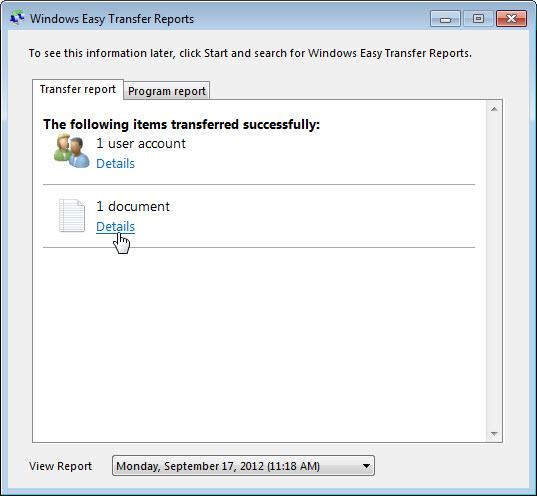 Windows Easy Transfer Reports
To see this information later, click Start and search for Windows Easy Transfer Reports.
Transfer report
Program report
The following items transferred successfully:
1 user account
Details
1 document
Details
View Report
Monday, September 17, 2012 (11:18 AM)